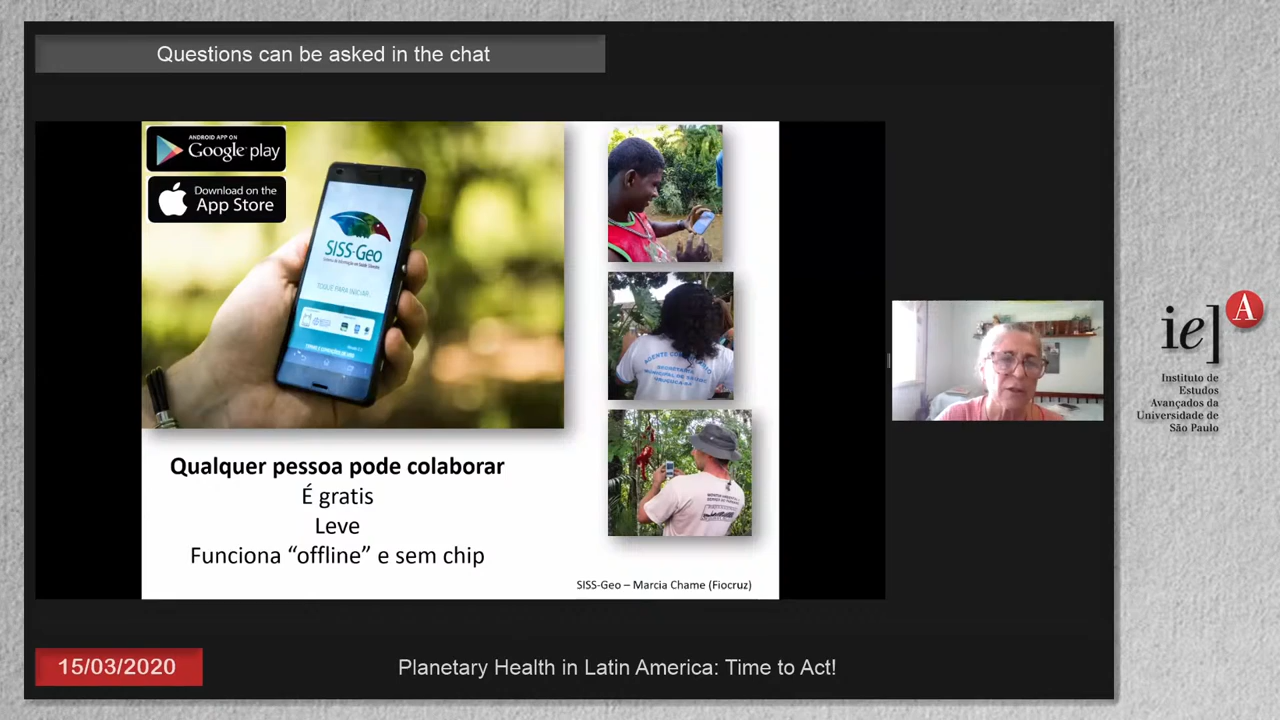 Questions can be asked in the chat
ANDROID APP ON
Google play
Download on the
App Store
SISS-Geo
TOQUE PARA INICIAR
Qualquer pessoa pode colaborar
É gratis
Leve
Funciona “offline” e sem chip
AGENTE COMUNITÁRIO
SISS-Geo – Marcia Chame (Fiocruz)
iea
Instituto de
Estudos
Avançados da
Universidade de
São Paulo
15/03/2020
Planetary Health in Latin America: Time to Act!